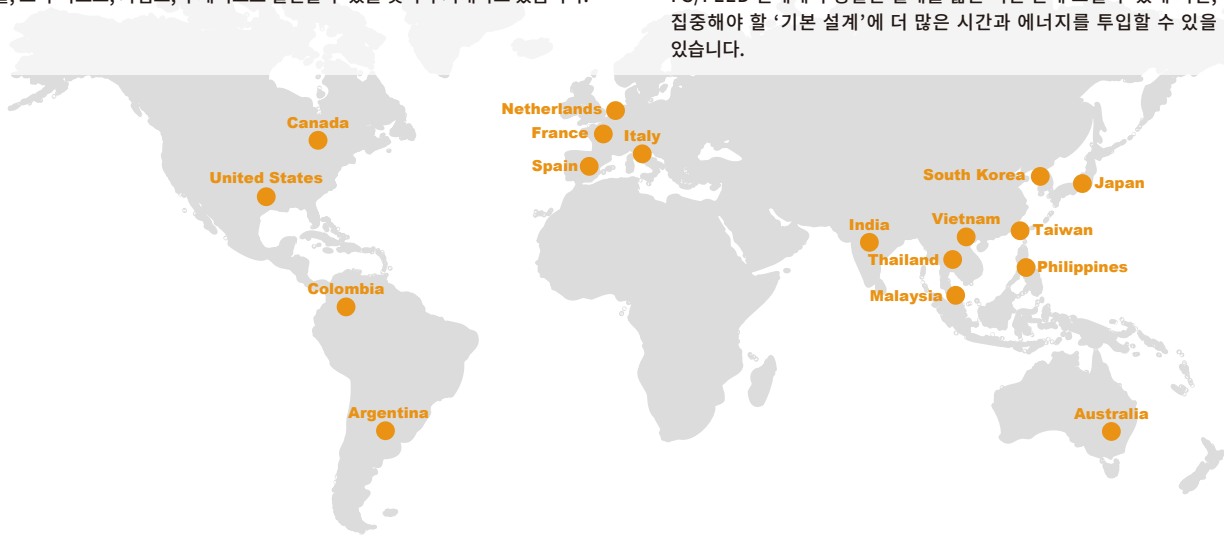 집중해야 할 ‘기본 설계’에 더 많은 시간과 에너지를 투입할 수 있을
있습니다.
Netherlands
Canada
France
Italy
Spain
United States
South Korea
Japan
India
Vietnam
Taiwan
Thailand
Philippines
Colombia
Malaysia
Argentina
Australia